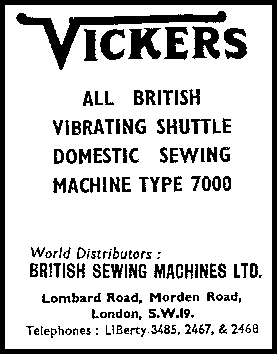 VICKERS
ALL BRITISH
VIBRATING SHUTTLE
DOMESTIC SEWING
MACHINE TYPE 7000
World Distributors :
BRITISH SEWING MACHINES LTD.
Lombard Road, Morden Road,
London, S.W.19.
Telephones : LIBerty 3485, 2467, & 2468